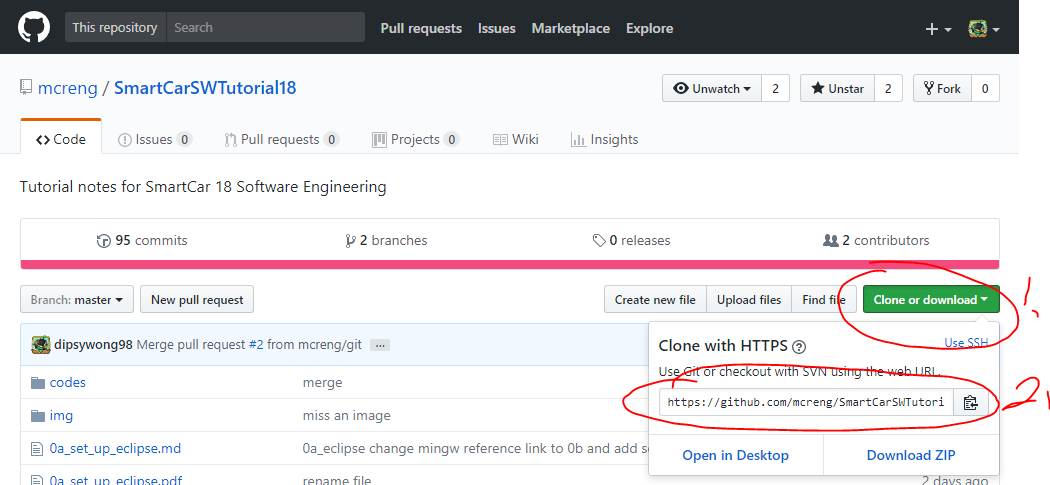 This repository Search Pull requests Issues Marketplace Explore
mcreng / SmartCarSWTutorial18 Unwatch 2 Unstar 2 Fork 0
Code Issues 0 Pull requests 0 Projects 0 Wiki Insights
Tutorial notes for SmartCar 18 Software Engineering
95 commits 2 branches 0 releases 2 contributors
Branch: master New pull request Create new file Upload files Find file Clone or download
dipsywong98 Merge pull request #2 from mcreng/git ...
Clone with HTTPS Use SSH
Use Git or checkout with SVN using the web URL.
https://github.com/mcreng/SmartCarSWTutori
2,
Open in Desktop Download ZIP
codes merge
img miss an image
0a_set_up_eclipse.md 0a_eclipse change mingw reference link to 0b and add
0a_set_up_eclipse.pdf rename file 2 days ago